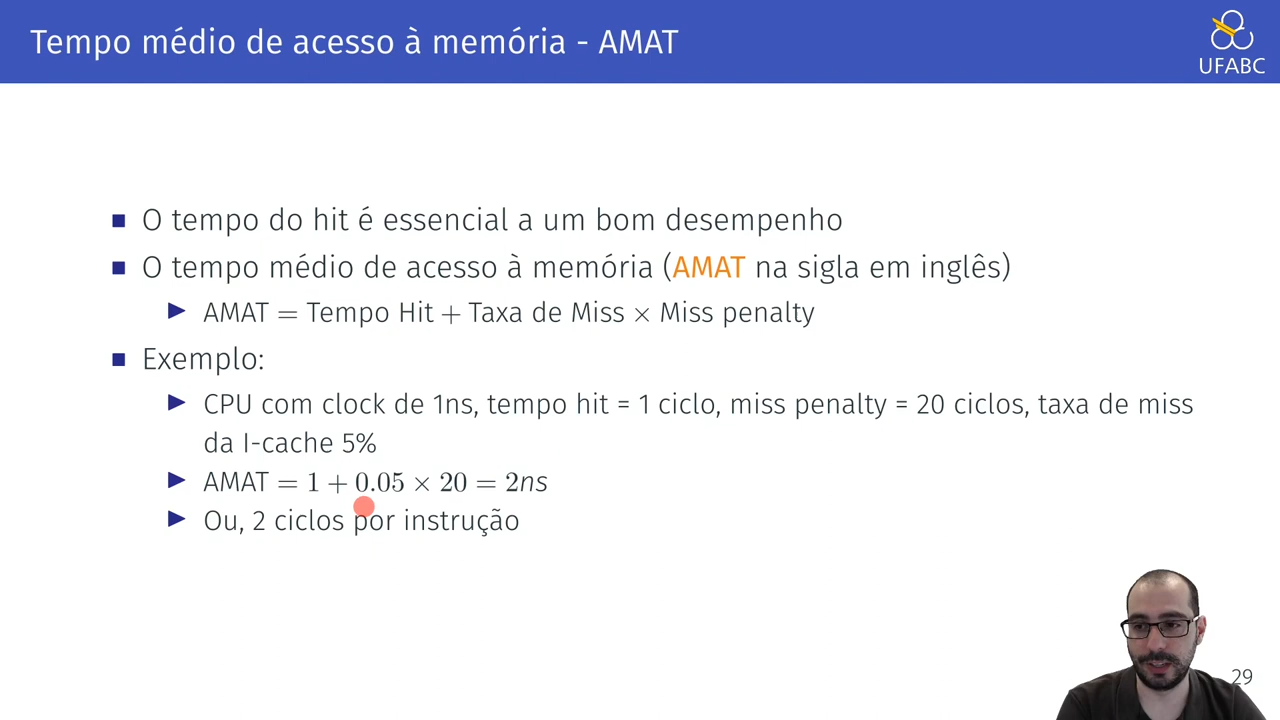 Tempo médio de acesso à memória - AMAT
UFABC
■ O tempo do hit é essencial a um bom desempenho
■ O tempo médio de acesso à memória (AMAT na sigla em inglês)
▶ AMAT = Tempo Hit + Taxa de Miss × Miss penalty
■ Exemplo:
▶ CPU com clock de 1ns, tempo hit = 1 ciclo, miss penalty = 20 ciclos, taxa de miss
da I-cache 5%
▶ AMAT = 1 + 0.05 × 20 = 2ns
▶ Ou, 2 ciclos por instrução
29